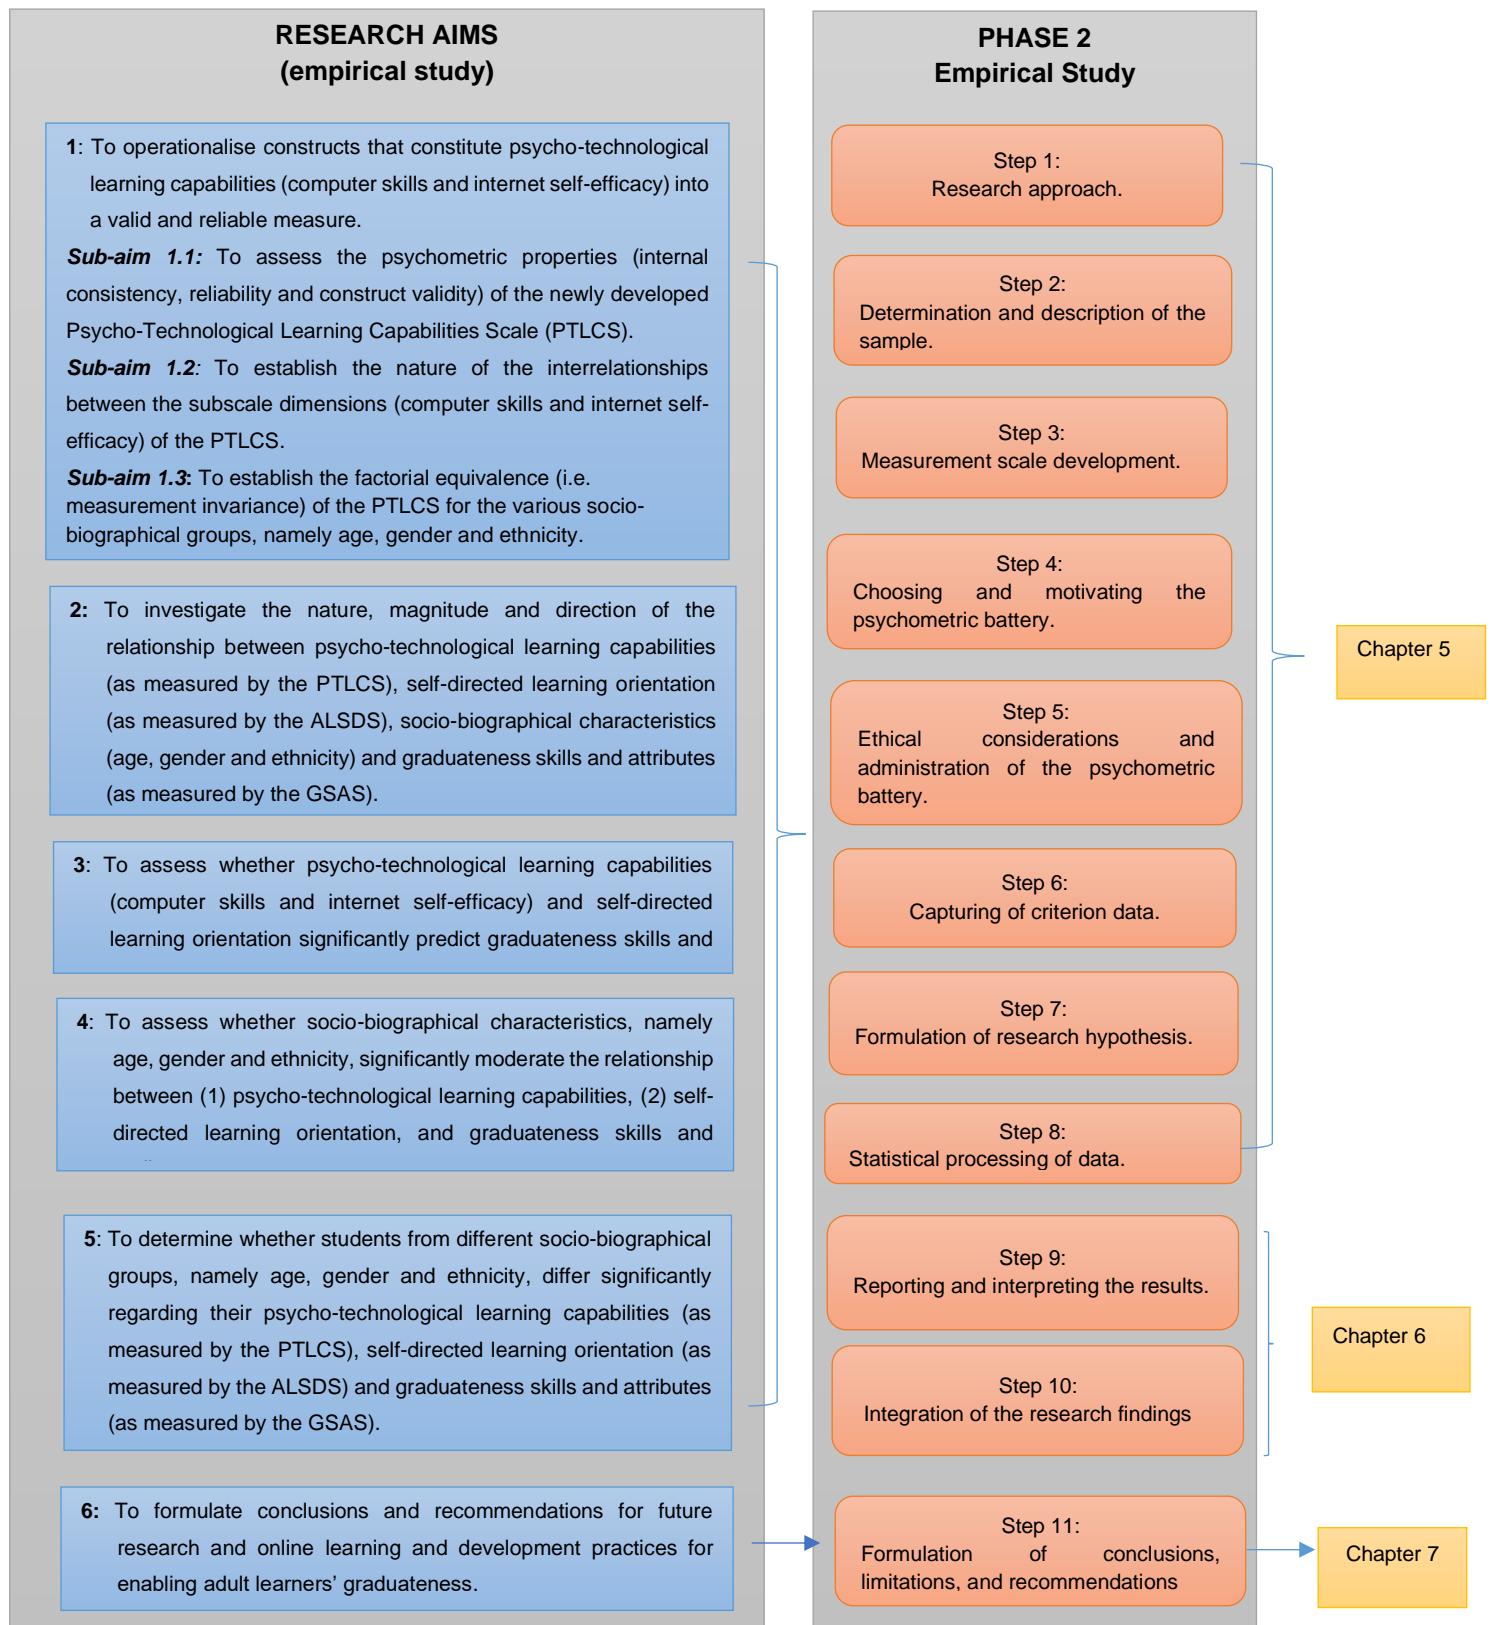 RESEARCH AIMS
(empirical study)
1: To operationalise constructs that constitute psycho-technological
learning capabilities (computer skills and internet self-efficacy) into
a valid and reliable measure.
Sub-aim 1.1: To assess the psychometric properties (internal
consistency, reliability and construct validity) of the newly developed
Psycho-Technological Learning Capabilities Scale (PTLCS).
Sub-aim 1.2: To establish the nature of the interrelationships
between the subscale dimensions (computer skills and internet self-
efficacy) of the PTLCS.
Sub-aim 1.3: To establish the factorial equivalence (i.e.
measurement invariance) of the PTLCS for the various socio-
biographical groups, namely age, gender and ethnicity.
2: To investigate the nature, magnitude and direction of the
relationship between psycho-technological learning capabilities
(as measured by the PTLCS), self-directed learning orientation
(as measured by the ALSDS), socio-biographical characteristics
(age, gender and ethnicity) and graduateness skills and attributes
(as measured by the GSAS).
3: To assess whether psycho-technological learning capabilities
(computer skills and internet self-efficacy) and self-directed
learning orientation significantly predict graduateness skills and
4: To assess whether socio-biographical characteristics, namely
age, gender and ethnicity, significantly moderate the relationship
between (1) psycho-technological learning capabilities, (2) self-
directed learning orientation, and graduateness skills and
5: To determine whether students from different socio-biographical
groups, namely age, gender and ethnicity, differ significantly
regarding their psycho-technological learning capabilities (as
measured by the PTLCS), self-directed learning orientation (as
measured by the ALSDS) and graduateness skills and attributes
(as measured by the GSAS).
6: To formulate conclusions and recommendations for future
research and online learning and development practices for
enabling adult learners' graduateness.
PHASE 2
Empirical Study
Step 1:
Research approach.
Step 2:
Determination and description of the
sample.
Step 3:
Measurement scale development.
Step 4:
Choosing and motivating the
psychometric battery.
Step 5:
Ethical considerations and
administration of the psychometric
battery.
Step 6:
Capturing of criterion data.
Step 7:
Formulation of research hypothesis.
Step 8:
Statistical processing of data.
Step 9:
Reporting and interpreting the results.
Step 10:
Integration of the research findings
Step 11:
Formulation of conclusions,
limitations, and recommendations
Chapter 5
Chapter 6
Chapter 7